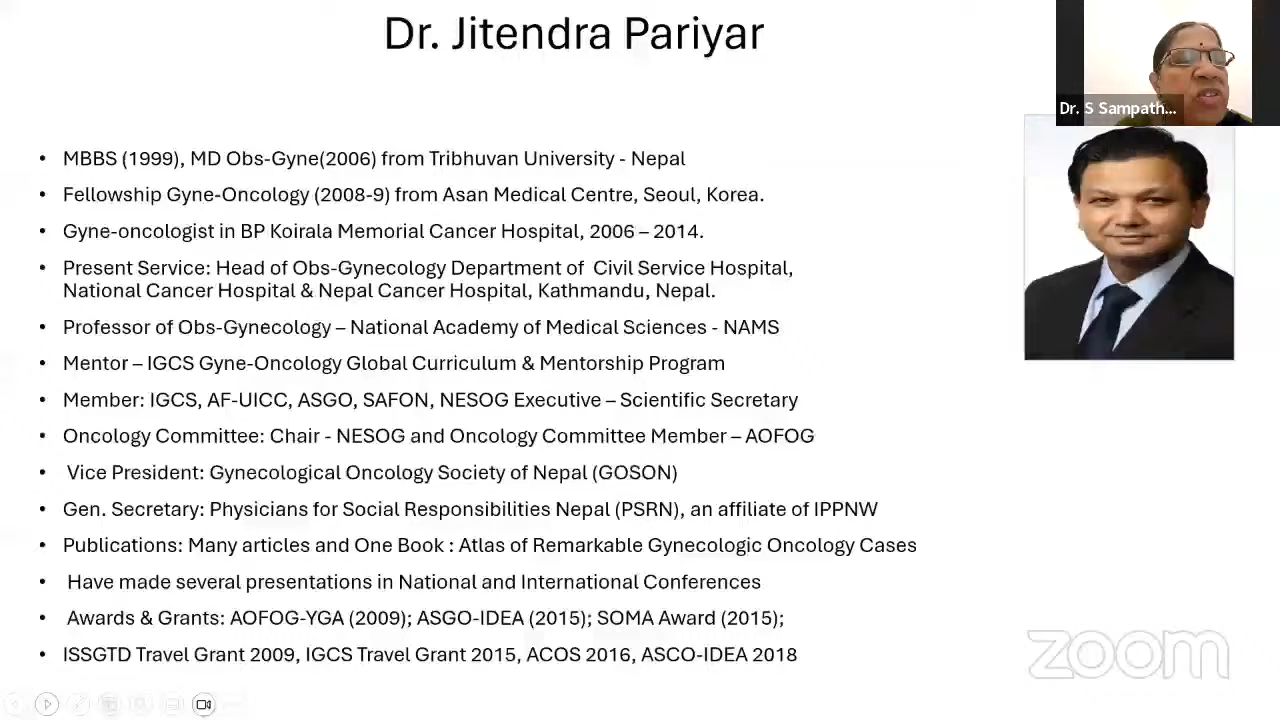 Dr. Jitendra Pariyar
Dr. S Sampath...
• MBBS (1999), MD Obs-Gyne(2006) from Tribhuvan University - Nepal
• Fellowship Gyne-Oncology (2008-9) from Asan Medical Centre, Seoul, Korea.
• Gyne-oncologist in BP Koirala Memorial Cancer Hospital, 2006 – 2014.
• Present Service: Head of Obs-Gynecology Department of Civil Service Hospital,
National Cancer Hospital & Nepal Cancer Hospital, Kathmandu, Nepal.
• Professor of Obs-Gynecology – National Academy of Medical Sciences - NAMS
• Mentor – IGCS Gyne-Oncology Global Curriculum & Mentorship Program
• Member: IGCS, AF-UICC, ASGO, SAFON, NESOG Executive – Scientific Secretary
• Oncology Committee: Chair - NESOG and Oncology Committee Member – AOFOG
• Vice President: Gynecological Oncology Society of Nepal (GOSON)
• Gen. Secretary: Physicians for Social Responsibilities Nepal (PSRN), an affiliate of IPPNW
• Publications: Many articles and One Book : Atlas of Remarkable Gynecologic Oncology Cases
• Have made several presentations in National and International Conferences
• Awards & Grants: AOFOG-YGA (2009); ASGO-IDEA (2015); SOMA Award (2015);
• ISSGTD Travel Grant 2009, IGCS Travel Grant 2015, ACOS 2016, ASCO-IDEA 2018
zoom